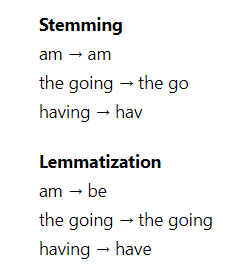 Stemming
am → am
the going → the go
having → hav
Lemmatization
am → be
the going → the going
having → have